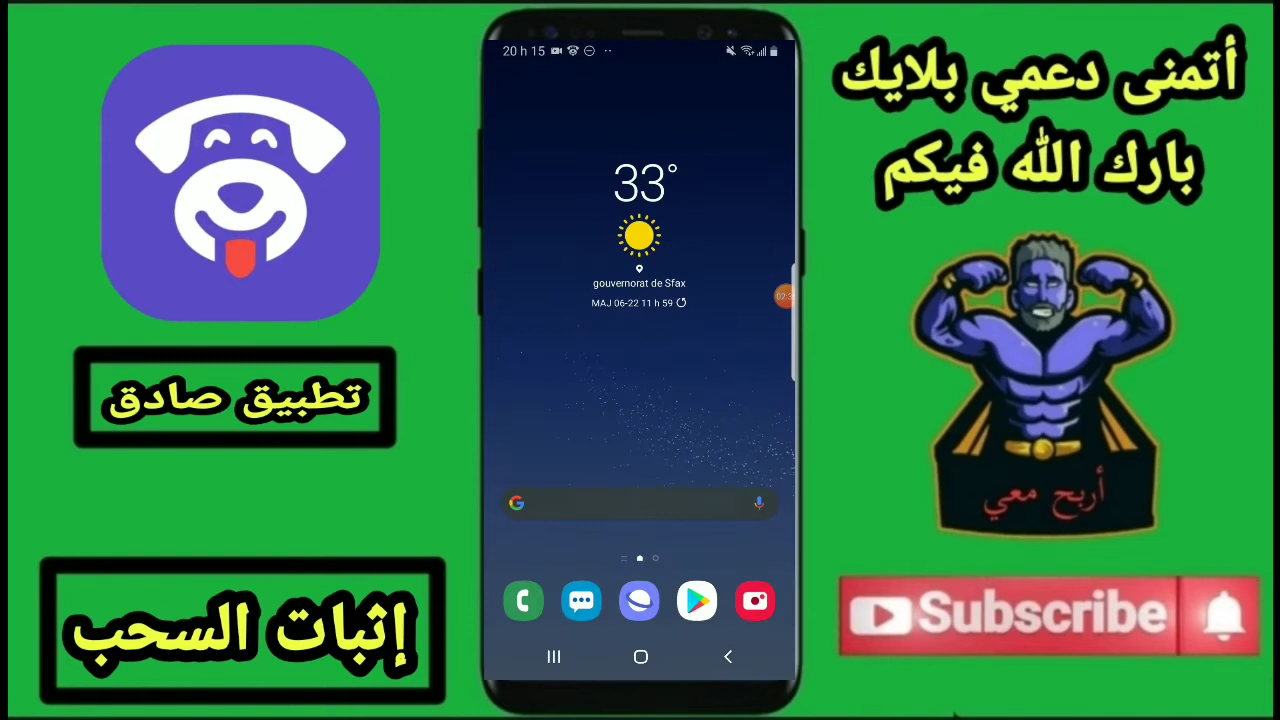 أتمنى دعمي بلايك
بارك الله فيكم
20 h 15
33°
gouvernorat de Sfax
MAJ 06-22 11 h 59
تطبيق صادق
أربح معي
إثبات السحب
Subscribe